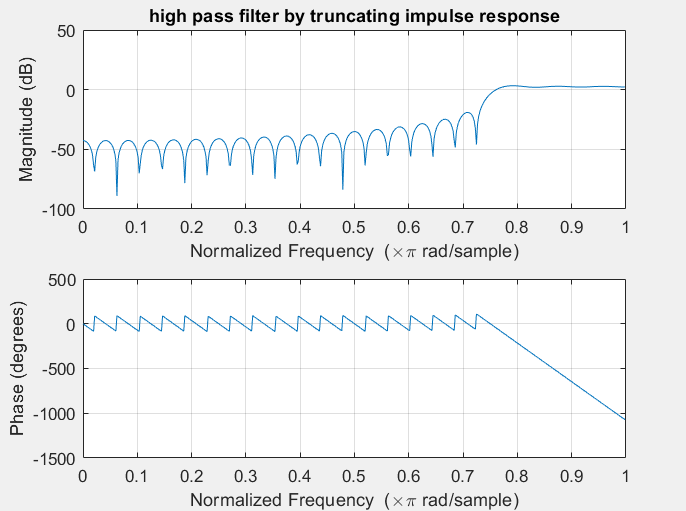 high pass filter by truncating impulse response
50
0
-50
-100
Magnitude (dB)
0 0.1 0.2 0.3 0.4 0.5 0.6 0.7 0.8 0.9 1
Normalized Frequency (×π rad/sample)
500
0
-500
-1000
-1500
Phase (degrees)
0 0.1 0.2 0.3 0.4 0.5 0.6 0.7 0.8 0.9 1
Normalized Frequency (×π rad/sample)